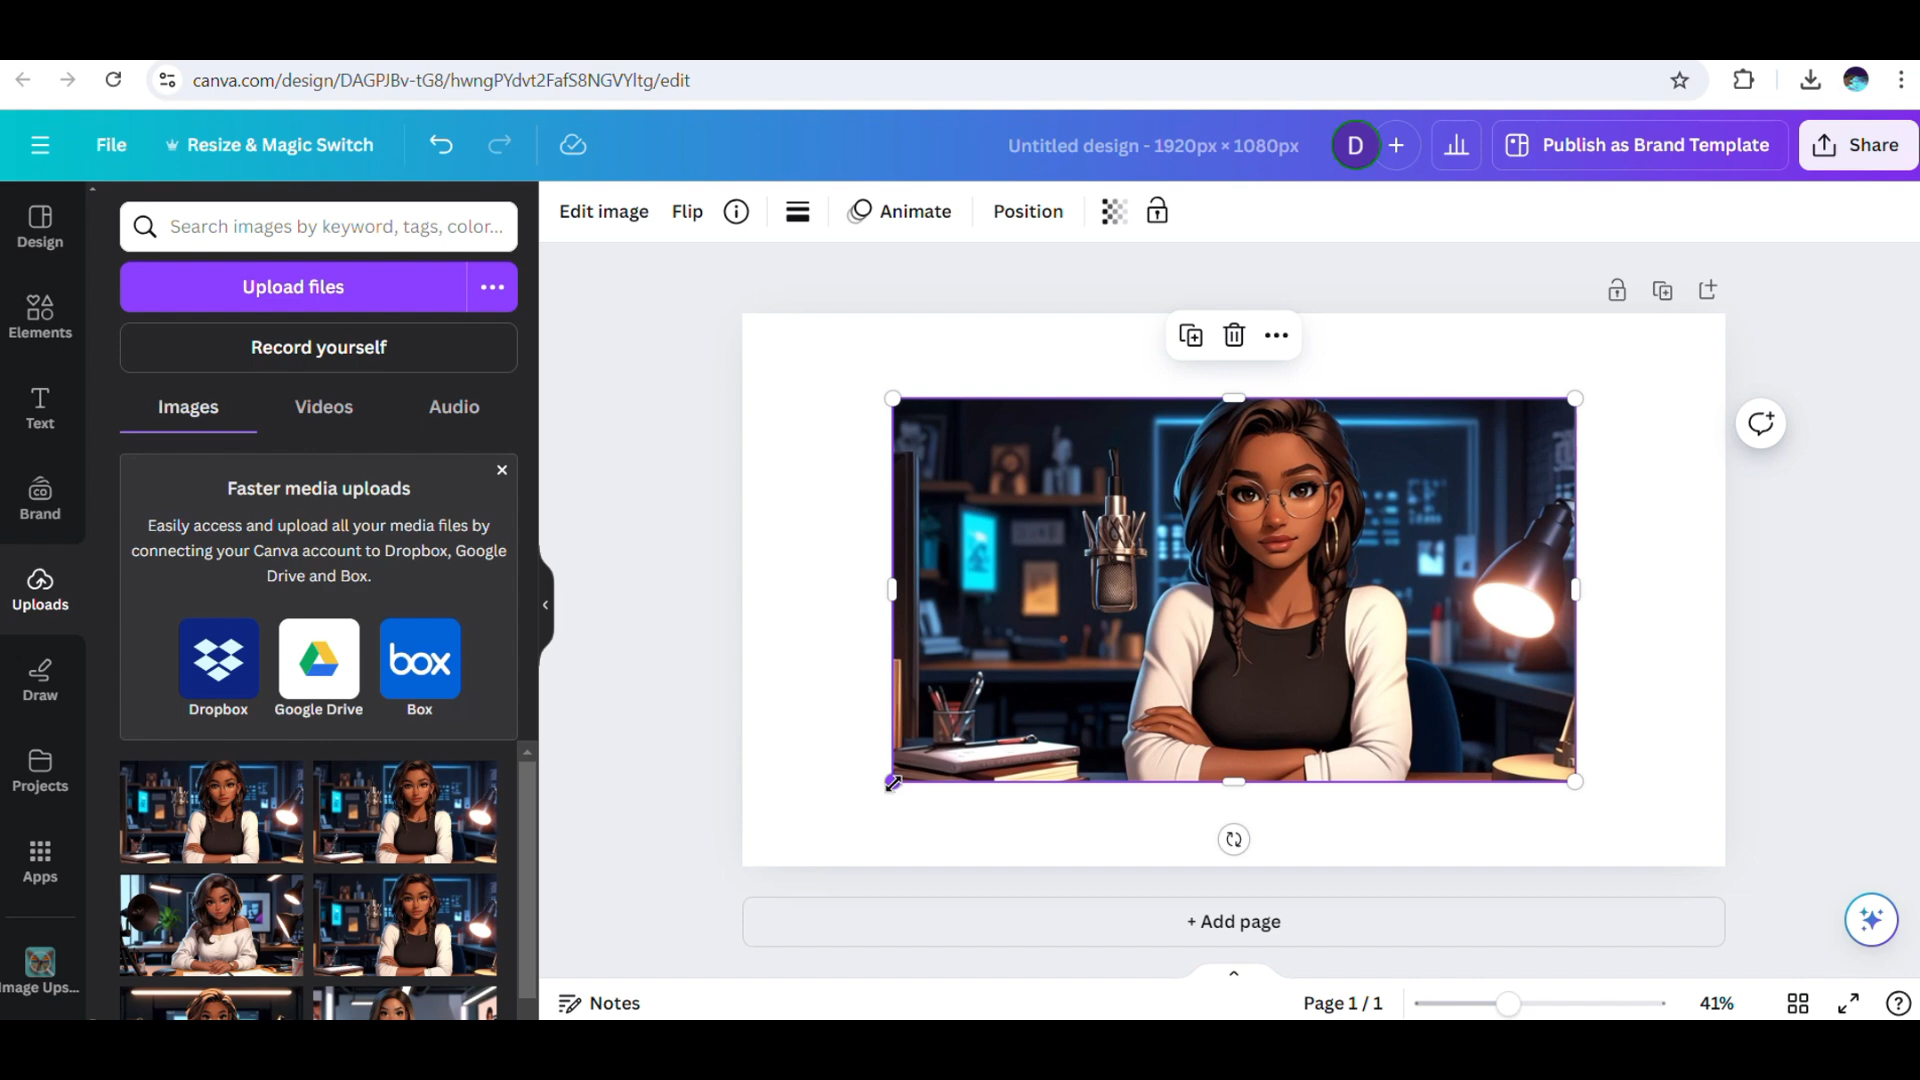 canva.com/design/DAGPJBv-tG8/hwngPYdvt2FafS8NGVYltg/edit
File
Resize & Magic Switch
Untitled design - 1920px × 1080px
D
Publish as Brand Template
Share
Design
Elements
Text
Brand
Uploads
Draw
Projects
Apps
Image Ups...
Search images by keyword, tags, color...
Upload files
Record yourself
Images
Videos
Audio
Faster media uploads
Easily access and upload all your media files by
connecting your Canva account to Dropbox, Google
Drive and Box.
box
Dropbox
Google Drive
Box
Edit image
Flip
Animate
Position
+ Add page
Notes
Page 1 / 1
41%